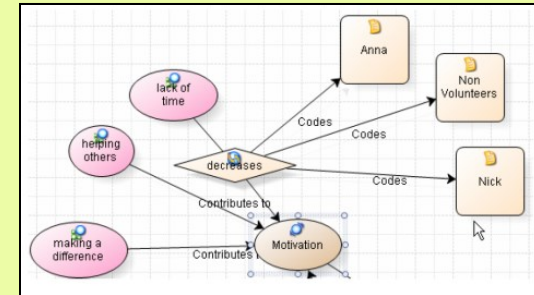 Anna
Non
Volunteers
lack of
time
Codes
Codes
helping
others
decreases
Codes
Nick
Contributes to
making a
difference
Contributes
Motivation